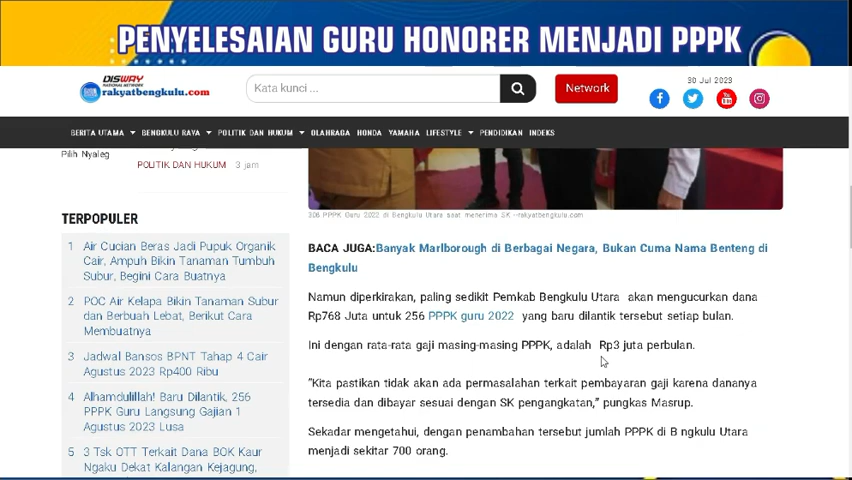 PENYELESAIAN GURU HONORER MENJADI PPPK
DISWAY
NATIONAL NETWORK
rakyatbengkulu.com
Kata kunci ...
Network
30 Jul 2023
BERITA UTAMA
BENGKULU RAYA
POLITIK DAN HUKUM
OLAHRAGA
HONDA
YAMAHA
LIFESTYLE
PENDIDIKAN
INDEKS
Pilih Nyaleg
POLITIK DAN HUKUM 3 jam
TERPOPULER
1 Air Cucian Beras Jadi Pupuk Organik
Cair, Ampuh Bikin Tanaman Tumbuh
Subur, Begini Cara Buatnya
2 POC Air Kelapa Bikin Tanaman Subur
dan Berbuah Lebat, Berikut Cara
Membuatnya
3 Jadwal Bansos BPNT Tahap 4 Cair
Agustus 2023 Rp400 Ribu
4 Alhamdulillah! Baru Dilantik, 256
PPPK Guru Langsung Gajian 1
Agustus 2023 Lusa
5 3 Tsk OTT Terkait Dana BOK Kaur
Ngaku Dekat Kalangan Kejagung,
306 PPPK Guru 2022 di Bengkulu Utara saat menerima SK --rakyatbengkulu.com
BACA JUGA:Banyak Marlborough di Berbagai Negara, Bukan Cuma Nama Benteng di
Bengkulu
Namun diperkirakan, paling sedikit Pemkab Bengkulu Utara akan mengucurkan dana
Rp768 Juta untuk 256 PPPK guru 2022 yang baru dilantik tersebut setiap bulan.
Ini dengan rata-rata gaji masing-masing PPPK, adalah Rp3 juta perbulan.
"Kita pastikan tidak akan ada permasalahan terkait pembayaran gaji karena dananya
tersedia dan dibayar sesuai dengan SK pengangkatan," pungkas Masrup.
Sekadar mengetahui, dengan penambahan tersebut jumlah PPPK di B ngkulu Utara
menjadi sekitar 700 orang.